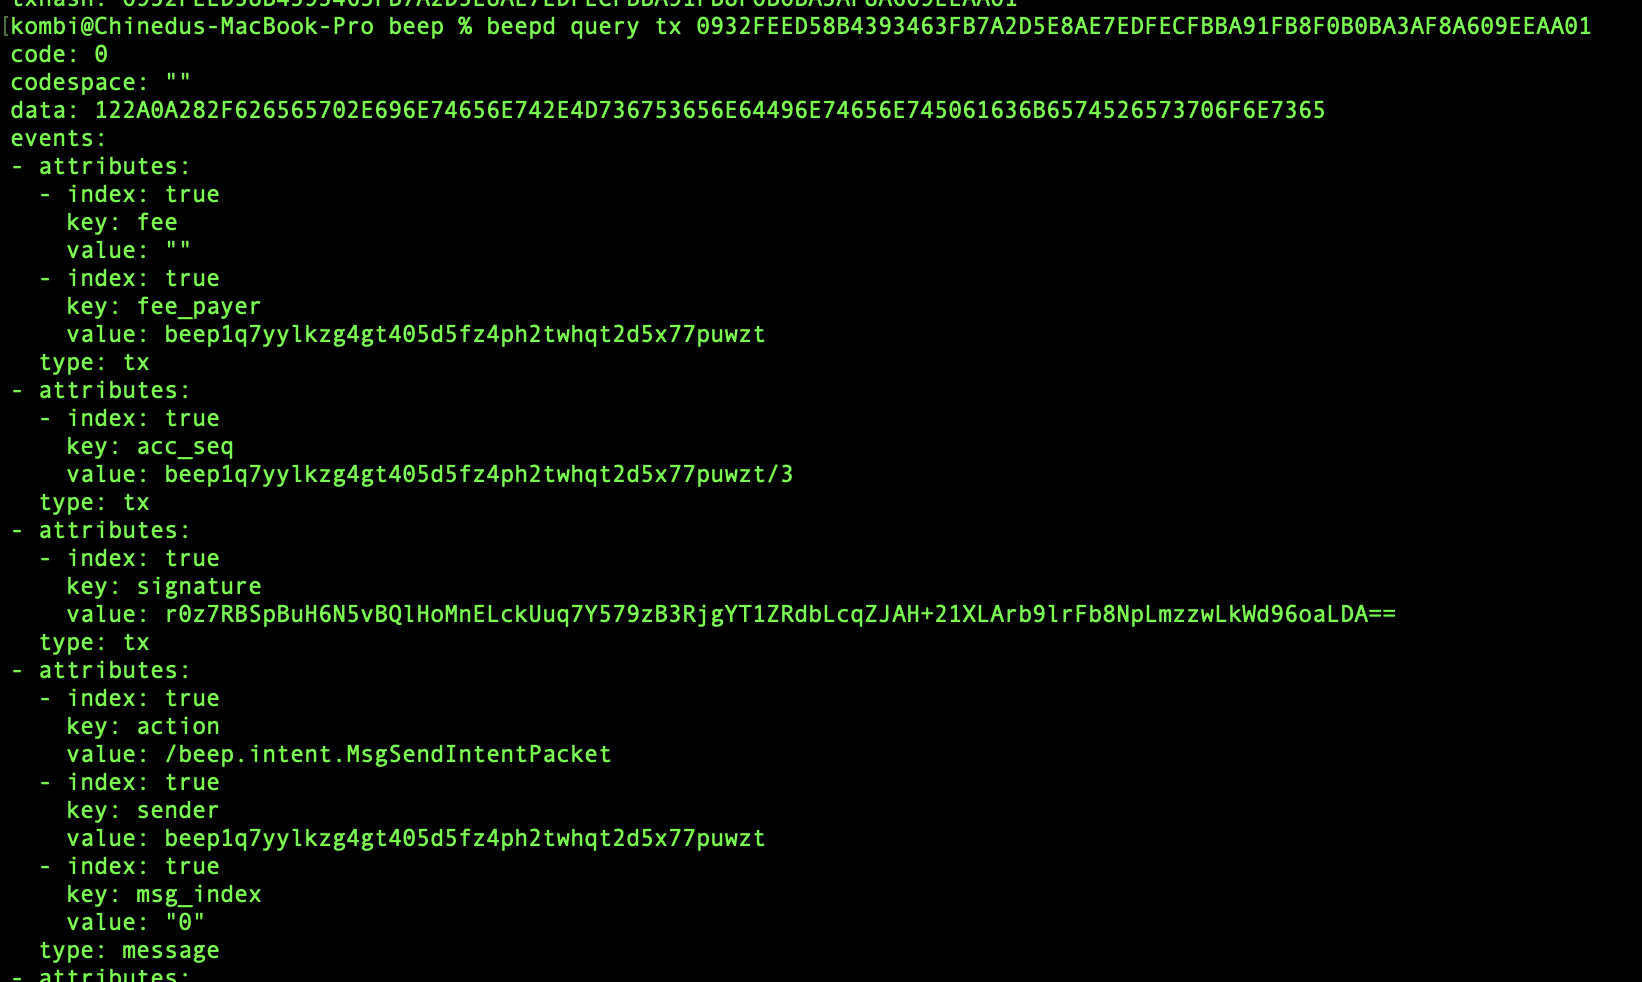 txhash: 0932FEED58B4393463FB7A2D5E8AE7EDFECFBBA91FB8F0B0BA3AF8A609EEAA01
[kombi@Chinedus-MacBook-Pro beep % beepd query tx 0932FEED58B4393463FB7A2D5E8AE7EDFECFBBA91FB8F0B0BA3AF8A609EEAA01
code: 0
codespace: ""
data: 122A0A282F626565702E696E74656E742E4D736753656E64496E74656E745061636B6574526573706F6E7365
events:
- attributes:
  - index: true
    key: fee
    value: ""
  - index: true
    key: fee_payer
    value: beep1q7yylkzg4gt405d5fz4ph2twhqt2d5x77puwzt
  type: tx
- attributes:
  - index: true
    key: acc_seq
    value: beep1q7yylkzg4gt405d5fz4ph2twhqt2d5x77puwzt/3
  type: tx
- attributes:
  - index: true
    key: signature
    value: r0z7RBSpBuH6N5vBQlHoMnELckUuq7Y579zB3RjgYT1ZRdbLcqZJAH+21XLArb9lrFb8NpLmzzwLkWd96oaLDA==
  type: tx
- attributes:
  - index: true
    key: action
    value: /beep.intent.MsgSendIntentPacket
  - index: true
    key: sender
    value: beep1q7yylkzg4gt405d5fz4ph2twhqt2d5x77puwzt
  - index: true
    key: msg_index
    value: "0"
  type: message
- attributes: